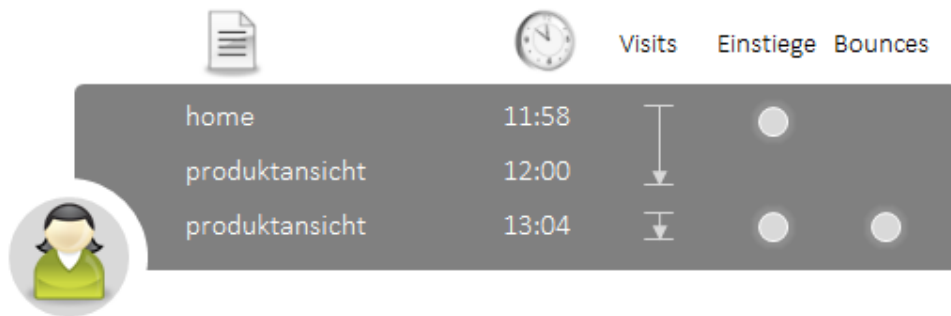 Visits Einstiege Bounces
home 11:58
produktansicht 12:00
produktansicht 13:04